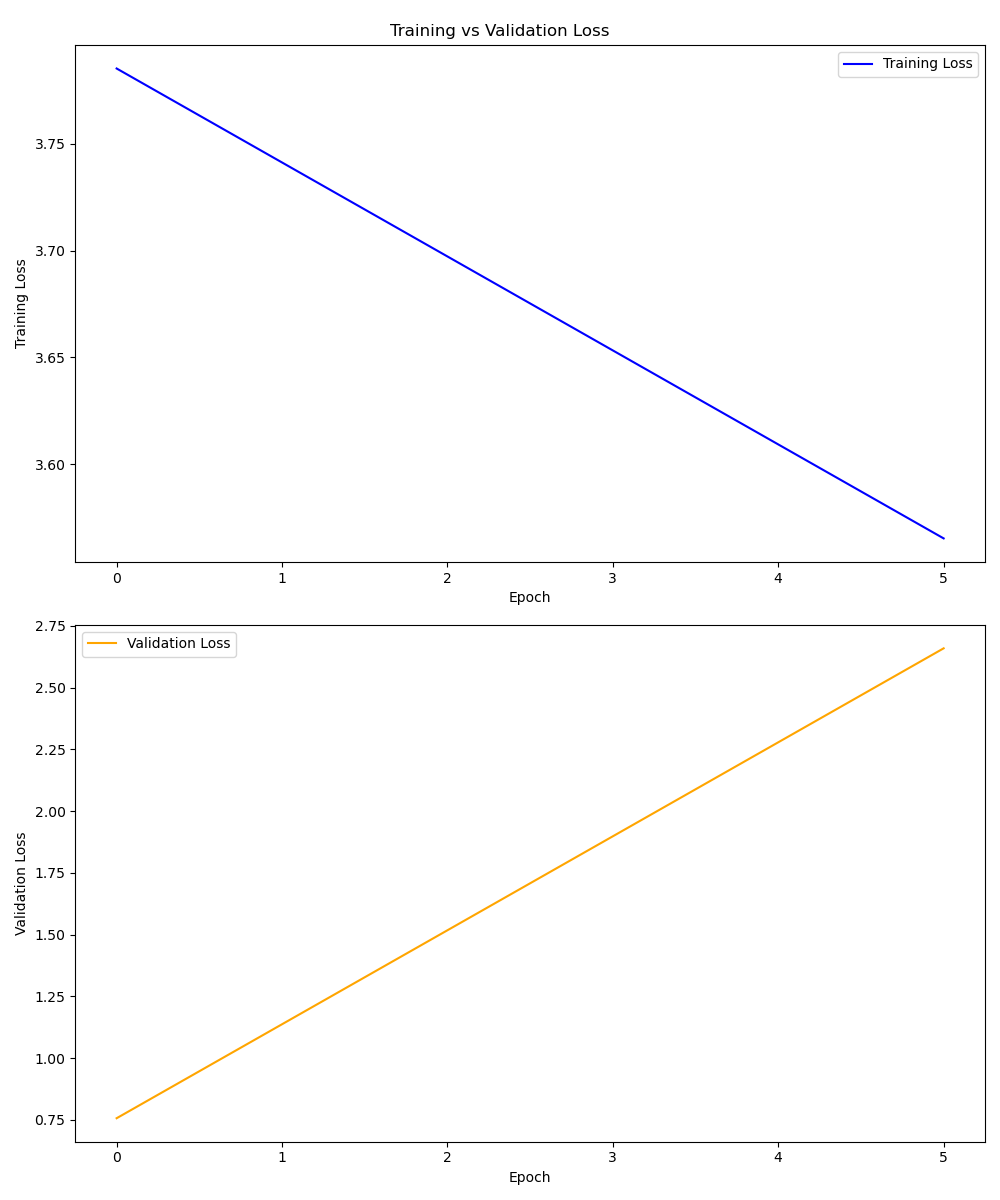 Training vs Validation Loss
Training Loss
3.75
3.70
3.65
3.60
Training Loss
0 1 2 3 4 5
Epoch
2.75
Validation Loss
2.50
2.25
2.00
1.75
1.50
1.25
1.00
0.75
Validation Loss
0 1 2 3 4 5
Epoch